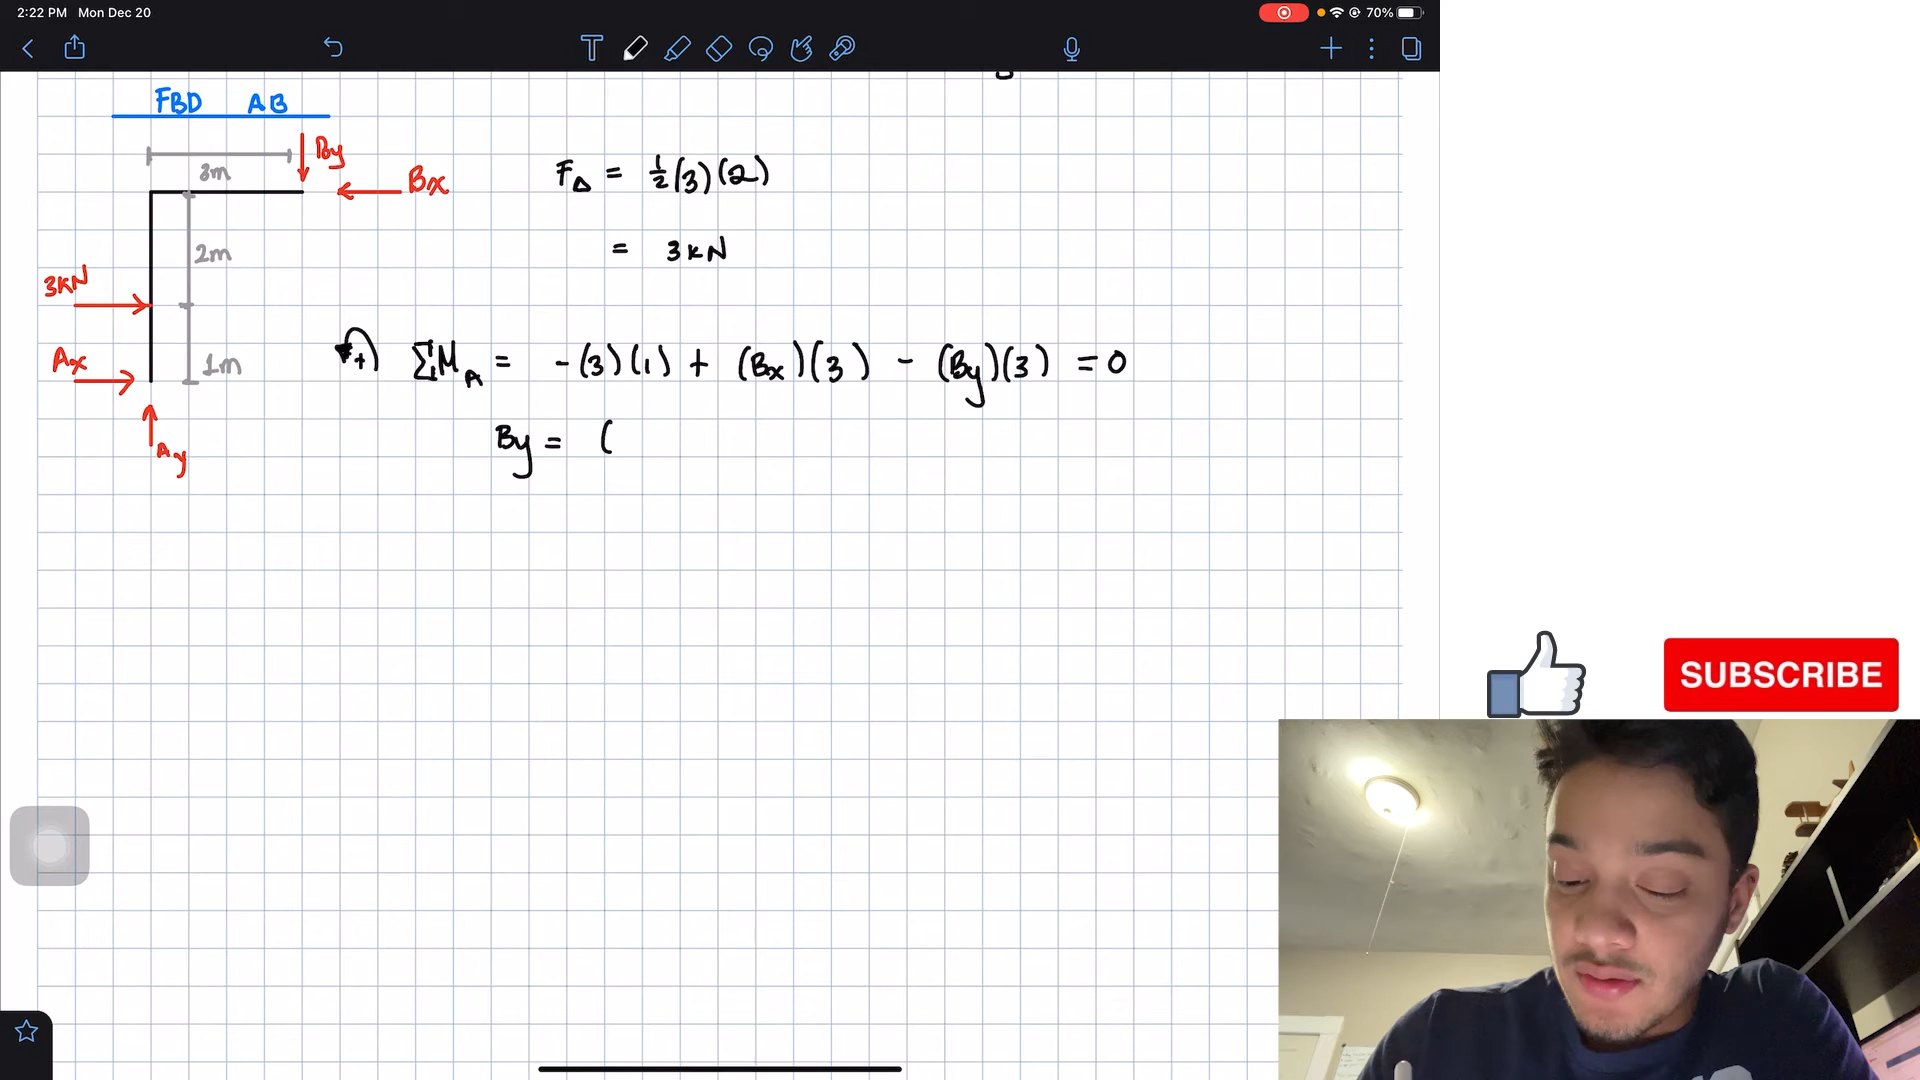 2:22 PM Mon Dec 20
70%
FBD AB
By
3m
Bx
2m
3kN
Ax
1m
Ay
F△ = ½(3)(2)
= 3kN
+) ΣM_A = -(3)(1) + (Bx)(3) - (By)(3) = 0
By = (
SUBSCRIBE